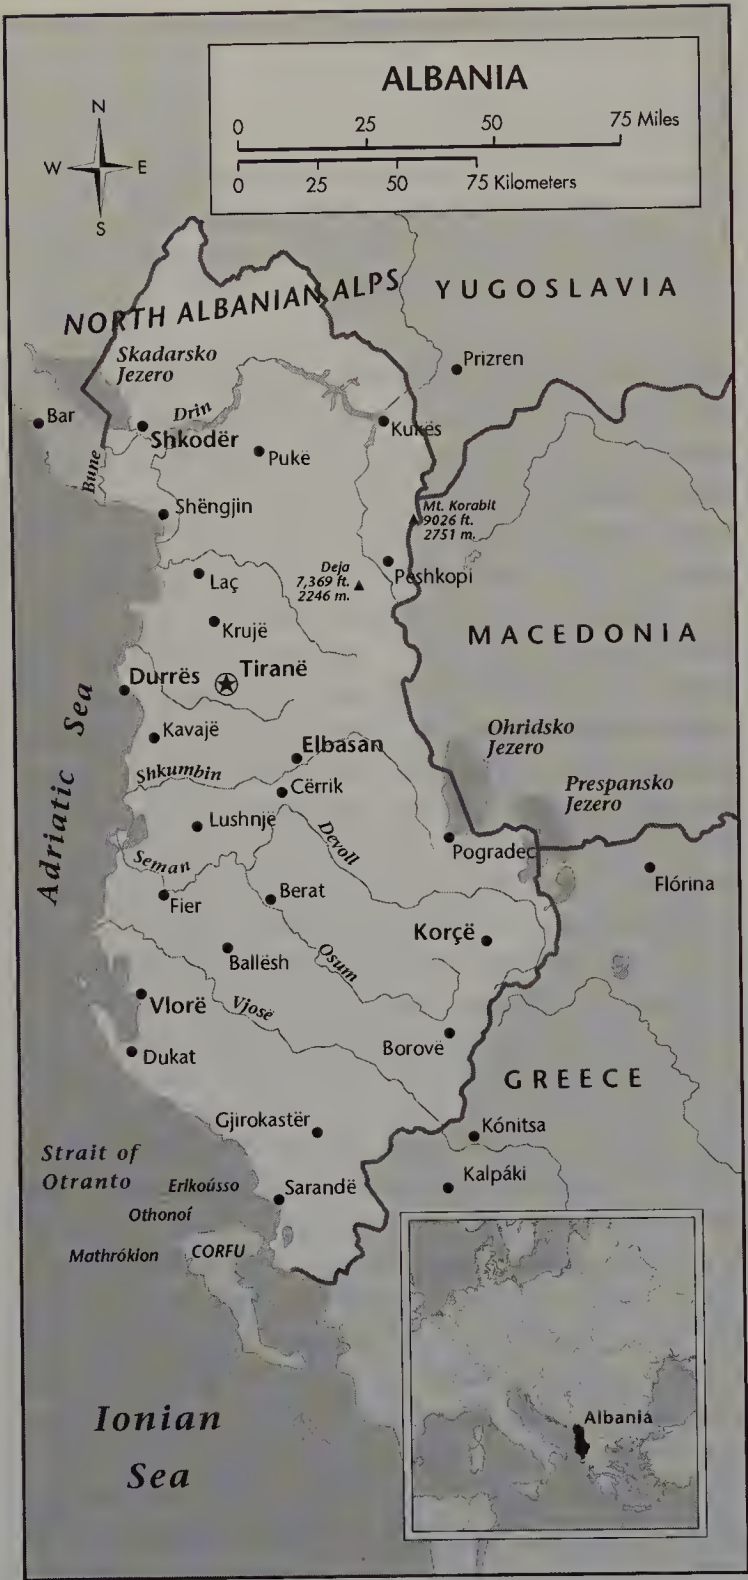 ALBANIA
0 25 50 75 Miles
0 25 50 75 Kilometers
N
W E
S
NORTH ALBANIAN ALPS
YUGOSLAVIA
Skadarsko
Jezero
Prizren
Bar
Drin
Shkodër
Kukës
Pukë
Bune
Shëngjin
Mt. Korabit
9026 ft.
2751 m.
Deja
7,369 ft.
2246 m.
Peshkopi
Laç
Krujë
MACEDONIA
Tiranë
Durrës
Adriatic Sea
Kavajë
Elbasan
Ohridsko
Jezero
Shkumbin
Cërrik
Prespansko
Jezero
Lushnjë
Devoll
Pogradec
Seman
Flórina
Fier
Berat
Korçë
Ballësh
Osum
Vlorë
Vjosë
Borovë
Dukat
GREECE
Gjirokastër
Kónitsa
Strait of
Otranto
Erikoússo
Sarandë
Kalpáki
Othonoí
Mathrókion
CORFU
Ionian
Sea
Albania